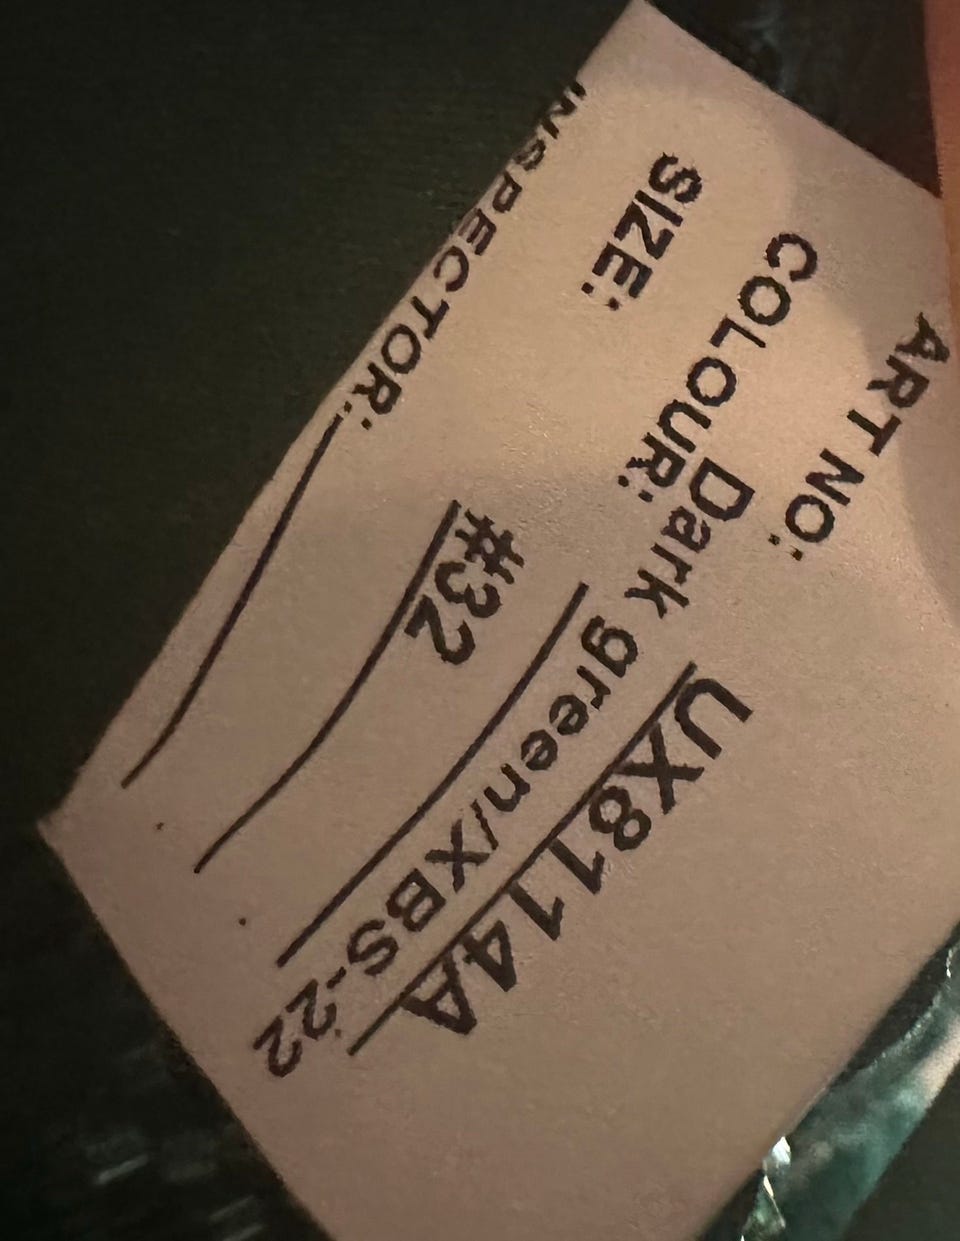 ART NO: UX8114A
COLOUR: Dark green/XBS-22
SIZE: #32
INSPECTOR: